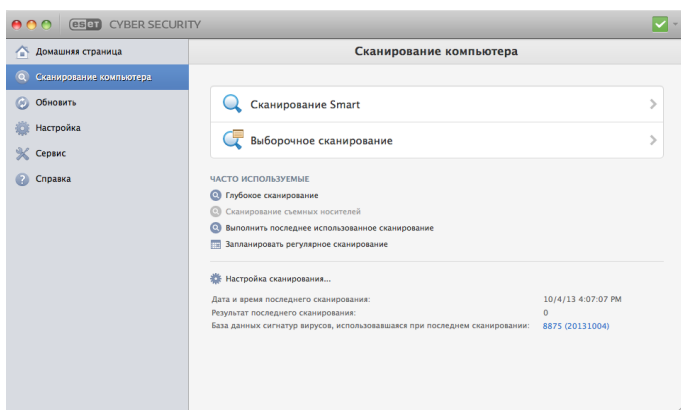 eset CYBER SECURITY
Домашняя страница
Сканирование компьютера
Обновить
Настройка
Сервис
Справка
Сканирование компьютера
Сканирование Smart
Выборочное сканирование
ЧАСТО ИСПОЛЬЗУЕМЫЕ
Глубокое сканирование
Сканирование съемных носителей
Выполнить последнее использованное сканирование
Запланировать регулярное сканирование
Настройка сканирования...
Дата и время последнего сканирования: 10/4/13 4:07:07 PM
Результат последнего сканирования: 0
База данных сигнатур вирусов, использовавшаяся при последнем сканировании: 8875 (20131004)